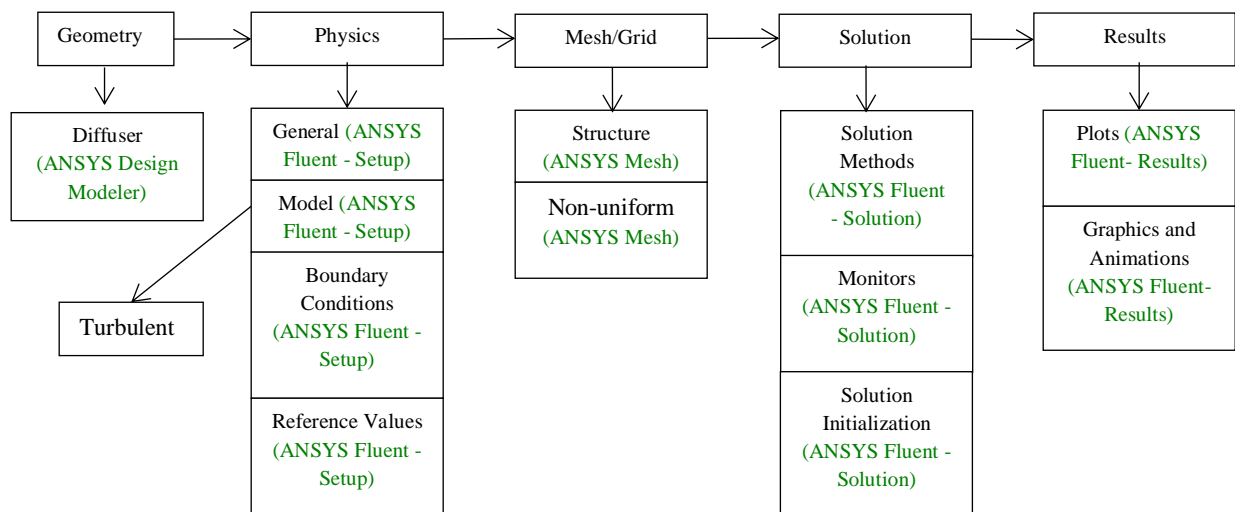 Geometry
Physics
Mesh/Grid
Solution
Results
Diffuser
(ANSYS Design
Modeler)
General (ANSYS
Fluent - Setup)
Model (ANSYS
Fluent - Setup)
Boundary
Conditions
(ANSYS Fluent -
Setup)
Reference Values
(ANSYS Fluent -
Setup)
Turbulent
Structure
(ANSYS Mesh)
Non-uniform
(ANSYS Mesh)
Solution
Methods
(ANSYS Fluent
- Solution)
Monitors
(ANSYS Fluent -
Solution)
Solution
Initialization
(ANSYS Fluent -
Solution)
Plots (ANSYS
Fluent- Results)
Graphics and
Animations
(ANSYS Fluent-
Results)